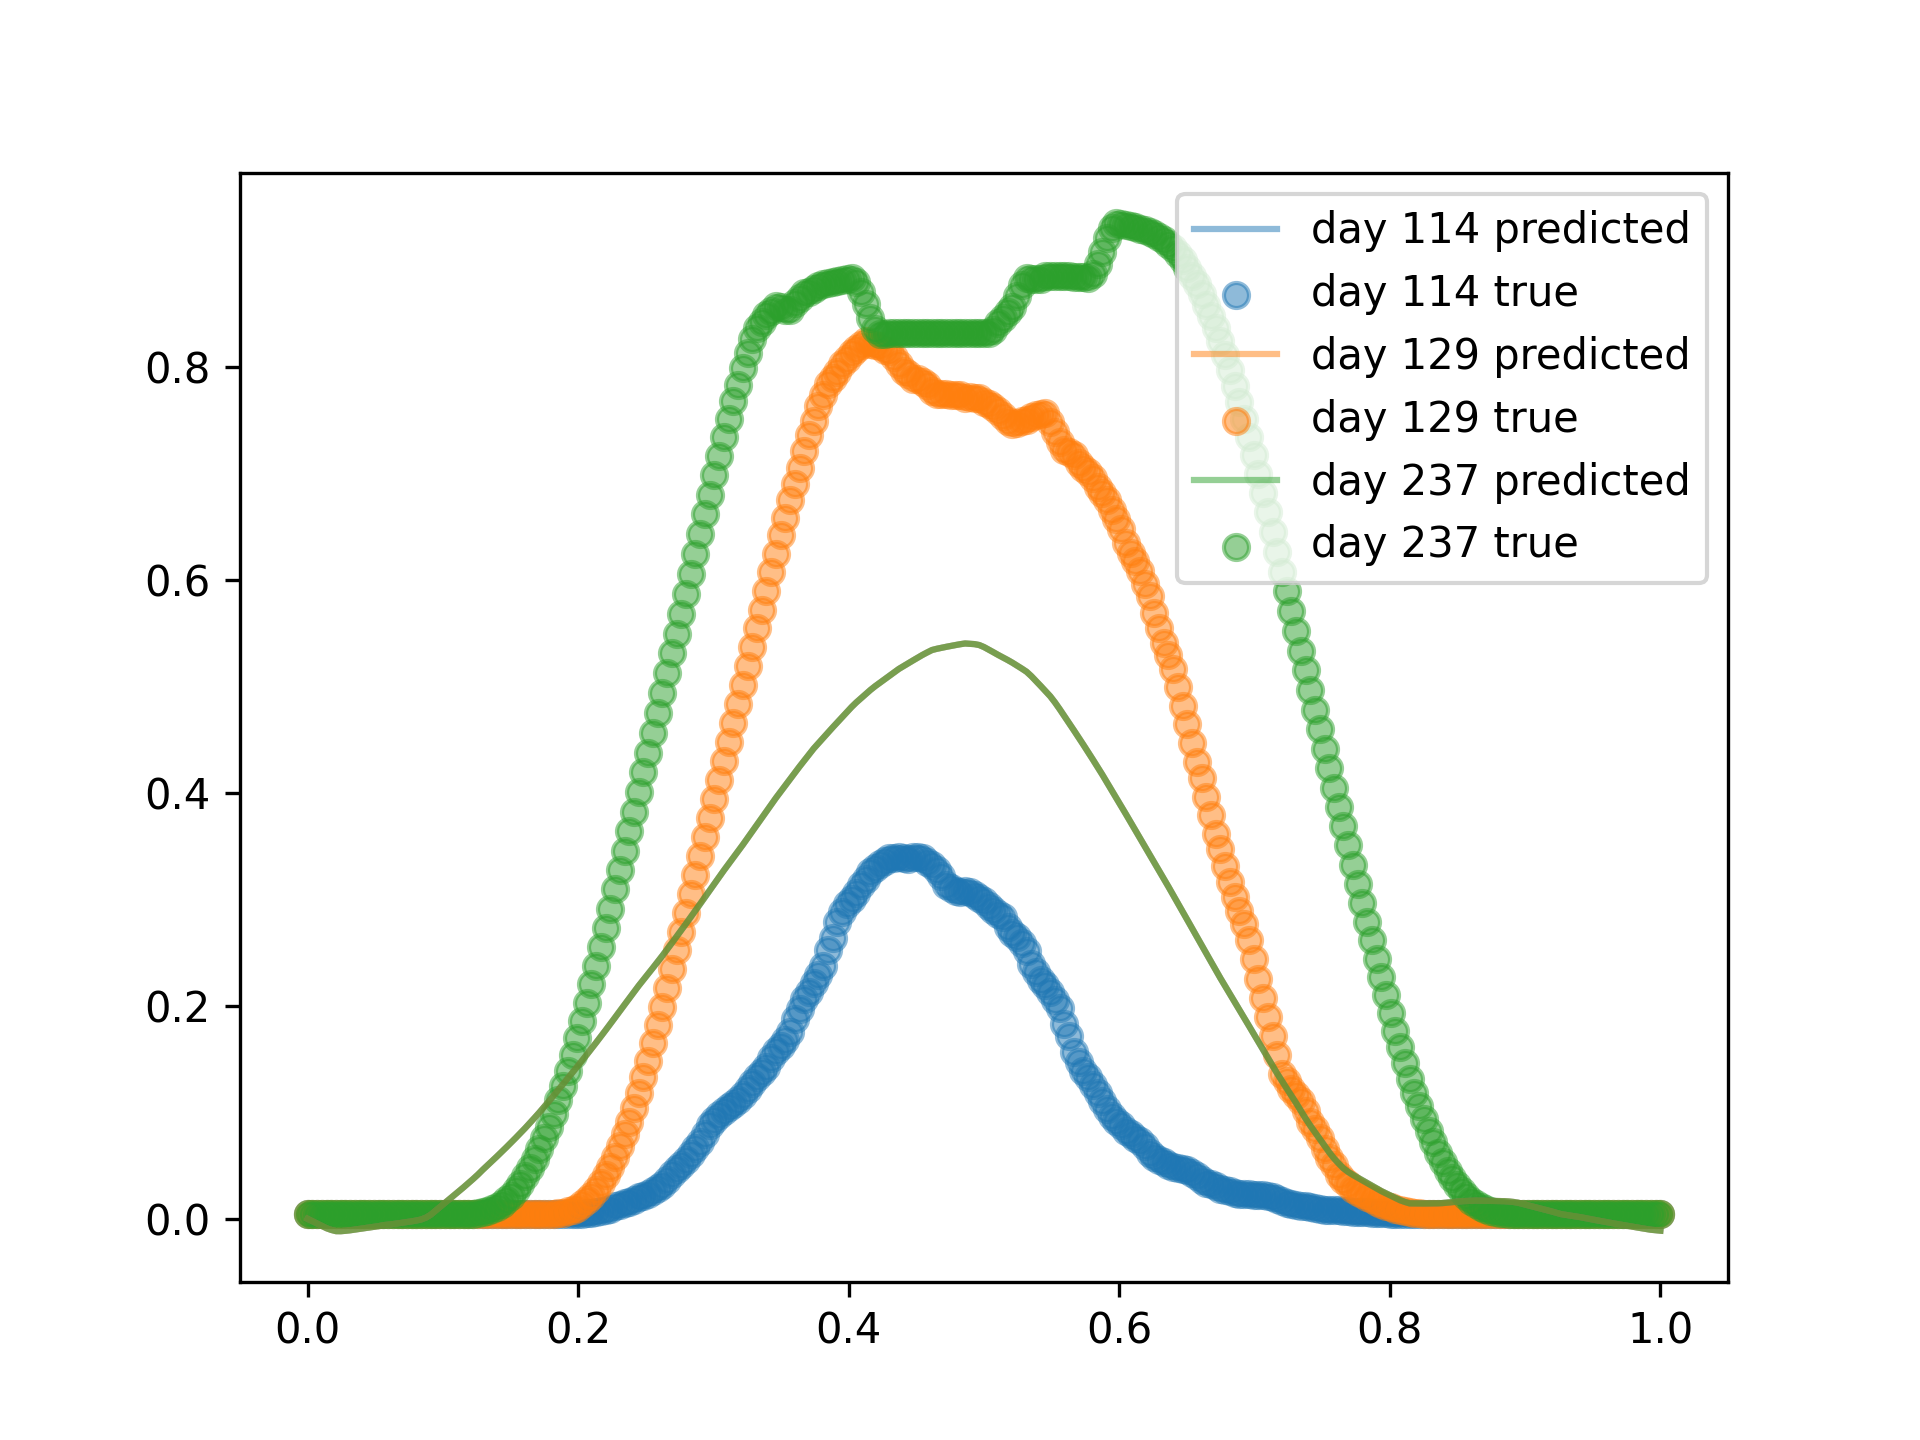 day 114 predicted
day 114 true
day 129 predicted
day 129 true
day 237 predicted
day 237 true
0.8
0.6
0.4
0.2
0.0
0.0 0.2 0.4 0.6 0.8 1.0